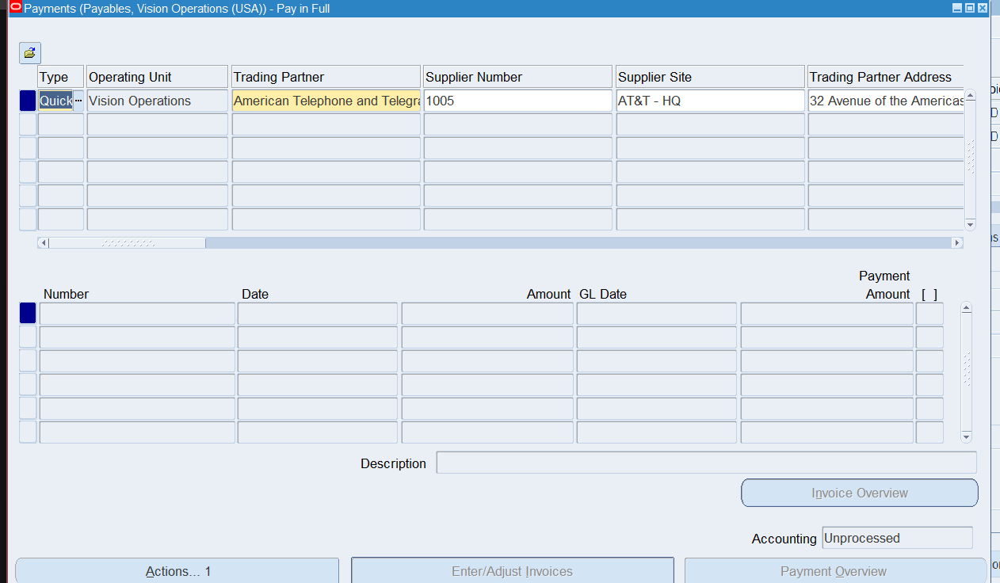 Payments (Payables, Vision Operations (USA)) - Pay in Full
Type Operating Unit Trading Partner Supplier Number Supplier Site Trading Partner Address
Quick Vision Operations American Telephone and Telegra 1005 AT&T - HQ 32 Avenue of the Americas
Payment
Number Date Amount GL Date Amount [ ]
Description
Invoice Overview
Accounting Unprocessed
Actions... 1 Enter/Adjust Invoices Payment Overview